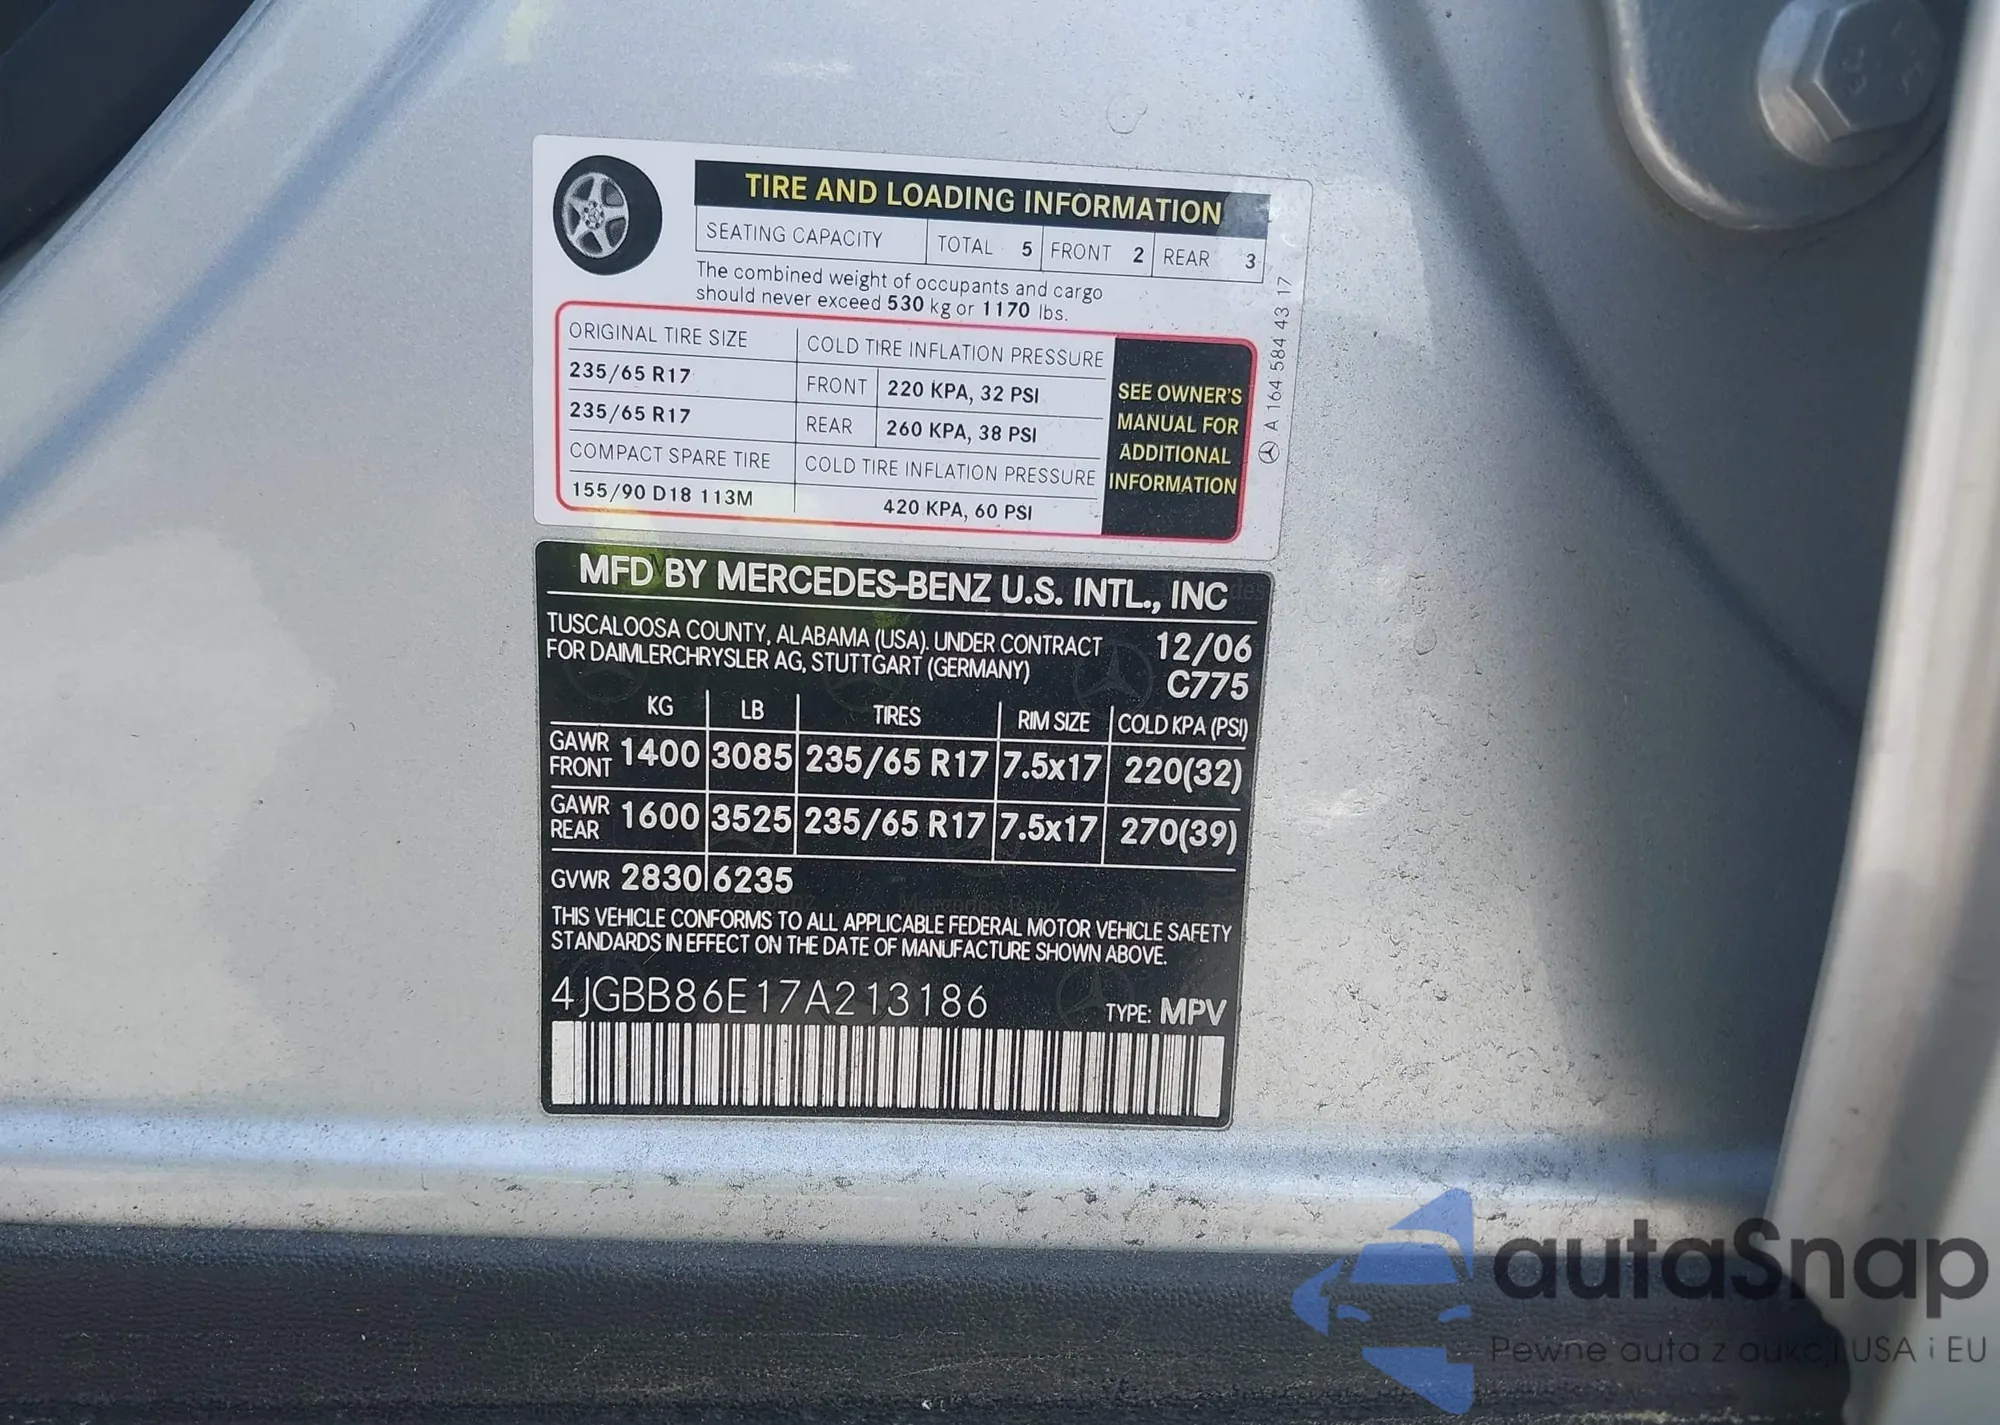 TIRE AND LOADING INFORMATION
SEATING CAPACITY TOTAL 5 FRONT 2 REAR 3
The combined weight of occupants and cargo
should never exceed 530 kg or 1170 lbs.
ORIGINAL TIRE SIZE COLD TIRE INFLATION PRESSURE
235/65 R17 FRONT 220 KPA, 32 PSI
235/65 R17 REAR 260 KPA, 38 PSI
COMPACT SPARE TIRE COLD TIRE INFLATION PRESSURE
155/90 D18 113M 420 KPA, 60 PSI
SEE OWNER'S
MANUAL FOR
ADDITIONAL
INFORMATION
A 164 584 43 17
MFD BY MERCEDES-BENZ U.S. INTL., INC
TUSCALOOSA COUNTY, ALABAMA (USA). UNDER CONTRACT 12/06
FOR DAIMLERCHRYSLER AG, STUTTGART (GERMANY) C775
KG LB TIRES RIM SIZE COLD KPA (PSI)
GAWR FRONT 1400 3085 235/65 R17 7.5x17 220(32)
GAWR REAR 1600 3525 235/65 R17 7.5x17 270(39)
GVWR 2830 6235
THIS VEHICLE CONFORMS TO ALL APPLICABLE FEDERAL MOTOR VEHICLE SAFETY
STANDARDS IN EFFECT ON THE DATE OF MANUFACTURE SHOWN ABOVE.
4JGBB86E17A213186 TYPE: MPV
autaSnap
Pewne auta z aukcji USA i EU